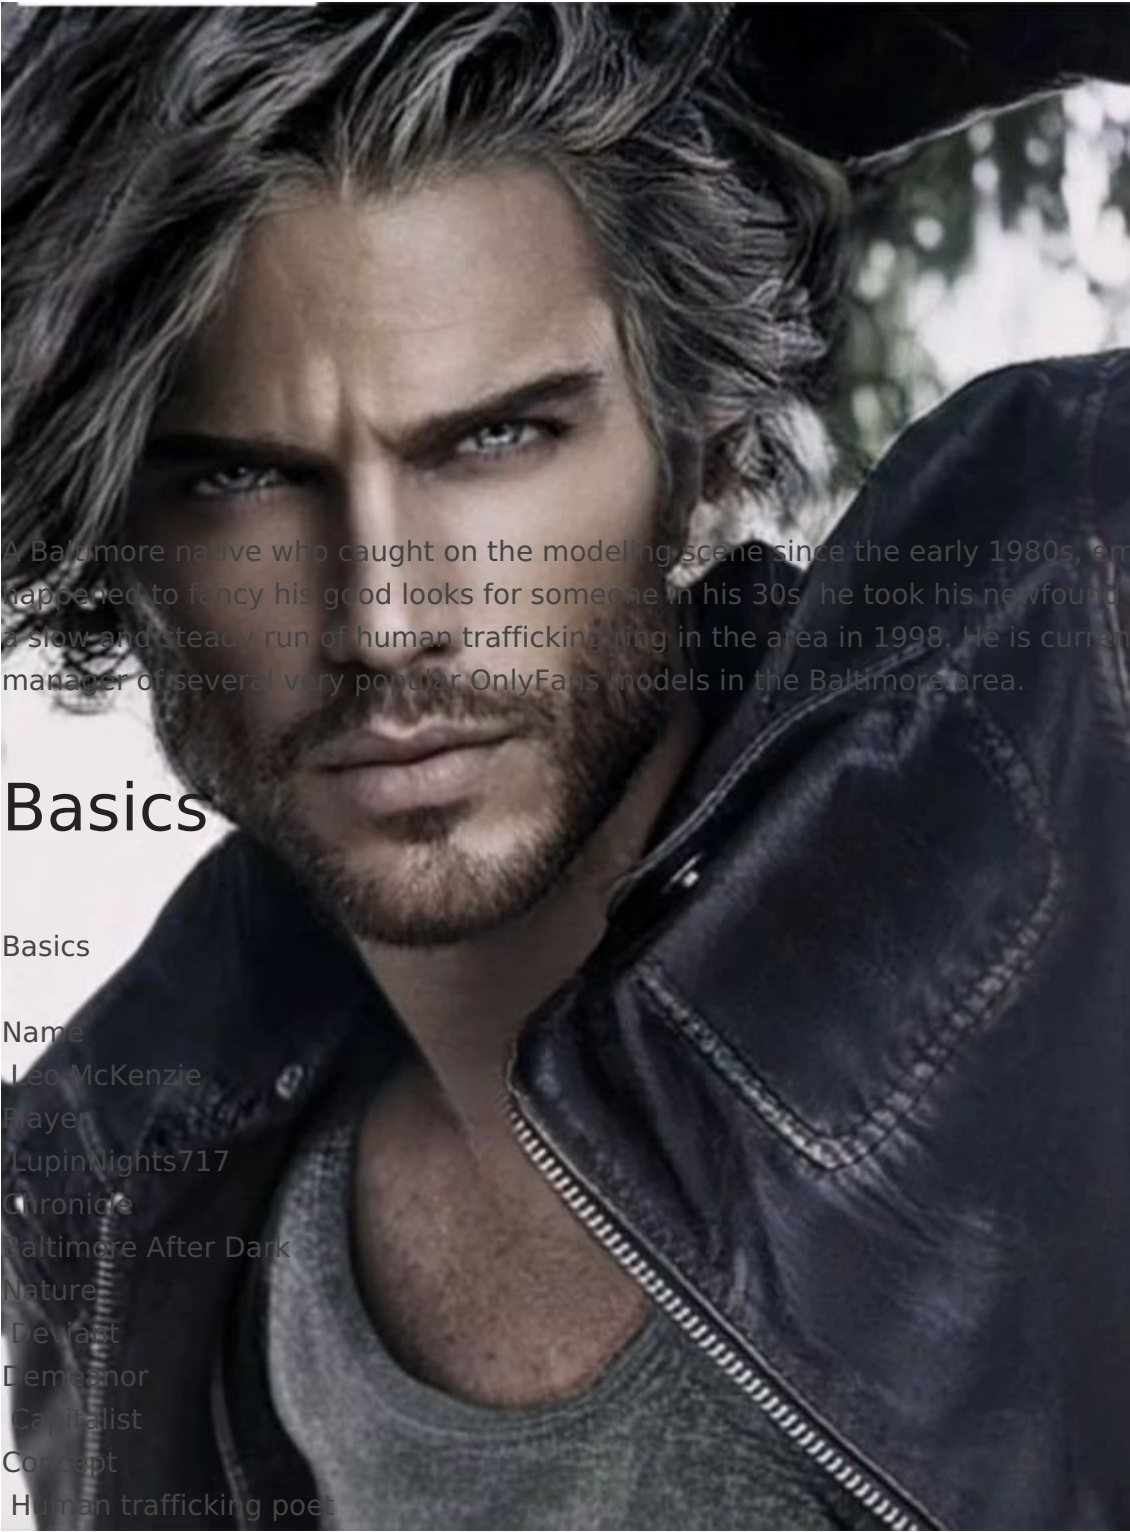 A Baltimore native who caught on the modeling scene since the early 1980s, em
happened to fancy his good looks for someone in his 30s, he took his newfound
a slow and steady run of human trafficking ring in the area in 1998. He is curren
manager of several very popular OnlyFans models in the Baltimore area.
Basics
Basics
Name
Leo McKenzie
Player
LupinNights717
Chronicle
Baltimore After Dark
Nature
Deviant
Demeanor
Capitalist
Concept
Human trafficking poet